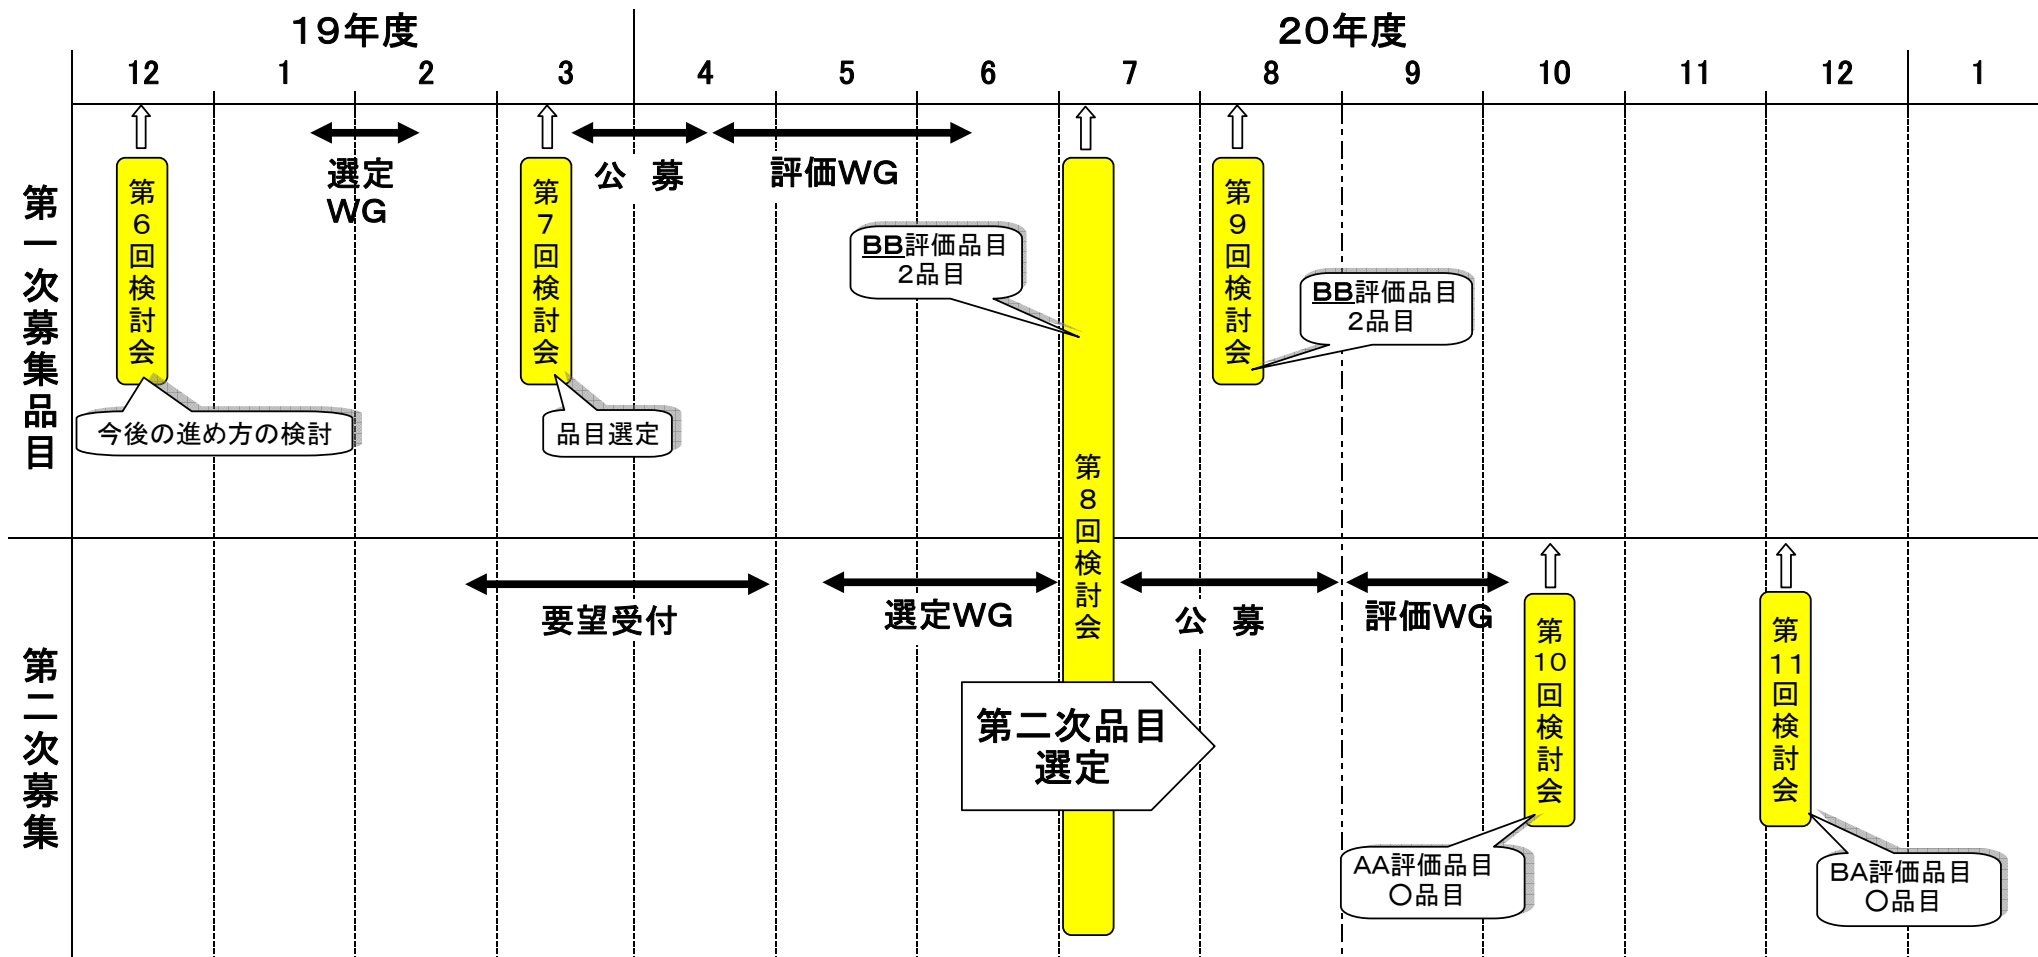 19年度
20年度
12 1 2 3 4 5 6 7 8 9 10 11 12 1
第一次募集品目
第6回検討会
今後の進め方の検討
選定
WG
第7回検討会
品目選定
公 募
評価WG
BB評価品目
2品目
第8回検討会
第9回検討会
BB評価品目
2品目
第二次募集
要望受付
選定WG
第二次品目
選定
公 募
評価WG
第10回検討会
AA評価品目
〇品目
第11回検討会
BA評価品目
〇品目